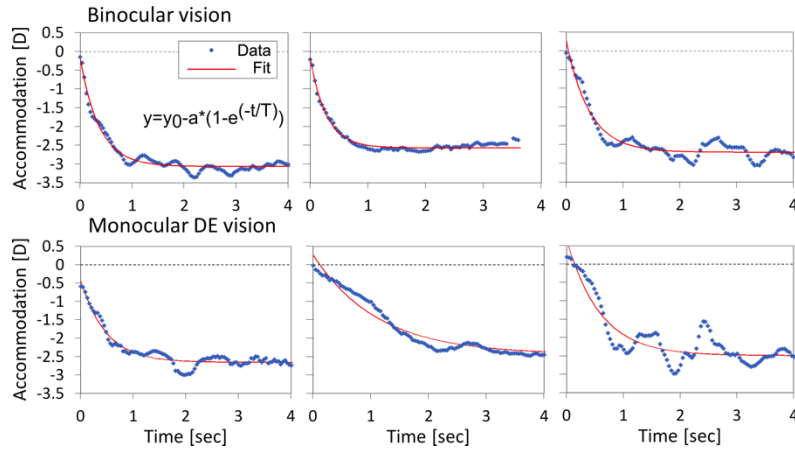 Binocular vision
Accommodation [D]
0.5
0
-0.5
-1
-1.5
-2
-2.5
-3
-3.5
Data
Fit
y=y0-a*(1-e(-t/T))
0 1 2 3 4
0 1 2 3 4
0 1 2 3 4
Monocular DE vision
Accommodation [D]
0.5
0
-0.5
-1
-1.5
-2
-2.5
-3
-3.5
0 1 2 3 4
0 1 2 3 4
0 1 2 3 4
Time [sec]
Time [sec]
Time [sec]